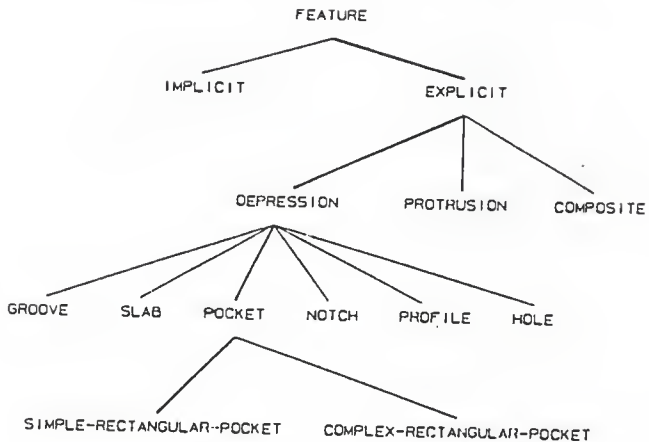 FEATURE
IMPLICIT EXPLICIT
DEPRESSION PROTRUSION COMPOSITE
GROOVE SLAB POCKET NOTCH PROFILE HOLE
SIMPLE-RECTANGULAR-POCKET COMPLEX-RECTANGULAR-POCKET